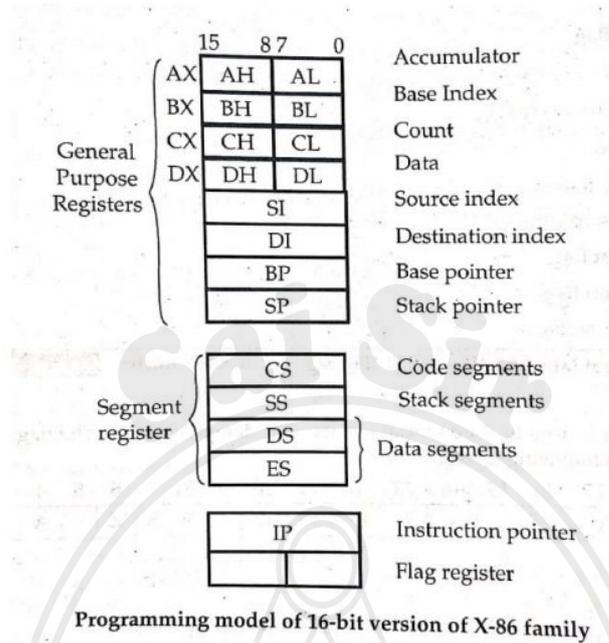 15 8 7 0
AX AH AL Accumulator
BX BH BL Base Index
CX CH CL Count
DX DH DL Data
General
Purpose
Registers
SI Source index
DI Destination index
BP Base pointer
SP Stack pointer
Sai Sir
CS Code segments
SS Stack segments
Segment
register
DS
ES
Data segments
IP Instruction pointer
Flag register
Programming model of 16-bit version of X-86 family